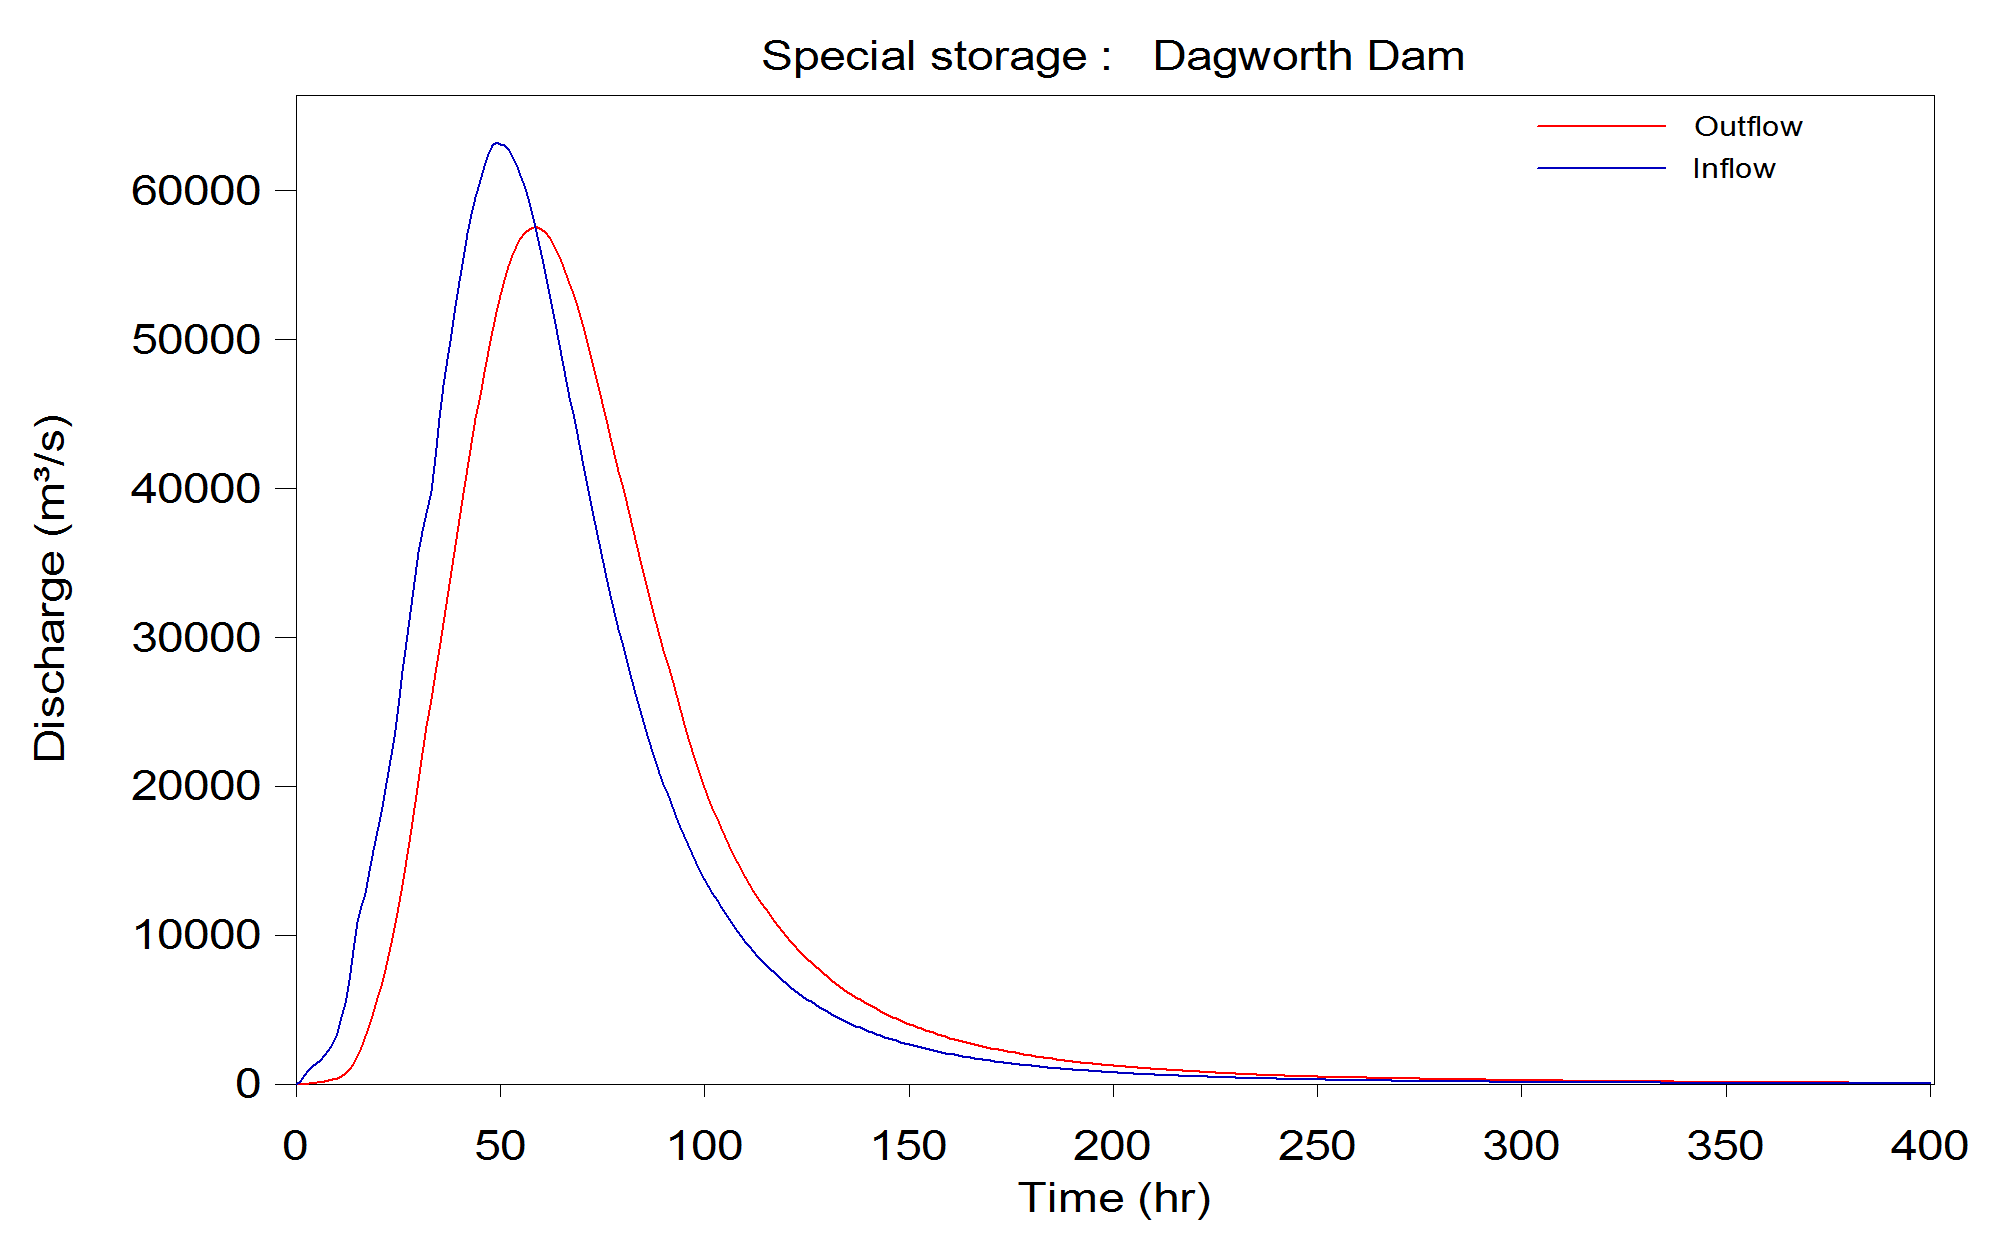 Special storage :   Dagworth Dam
Outflow
Inflow
60000
50000
40000
30000
20000
10000
0
Discharge (m³/s)
0 50 100 150 200 250 300 350 400
Time (hr)